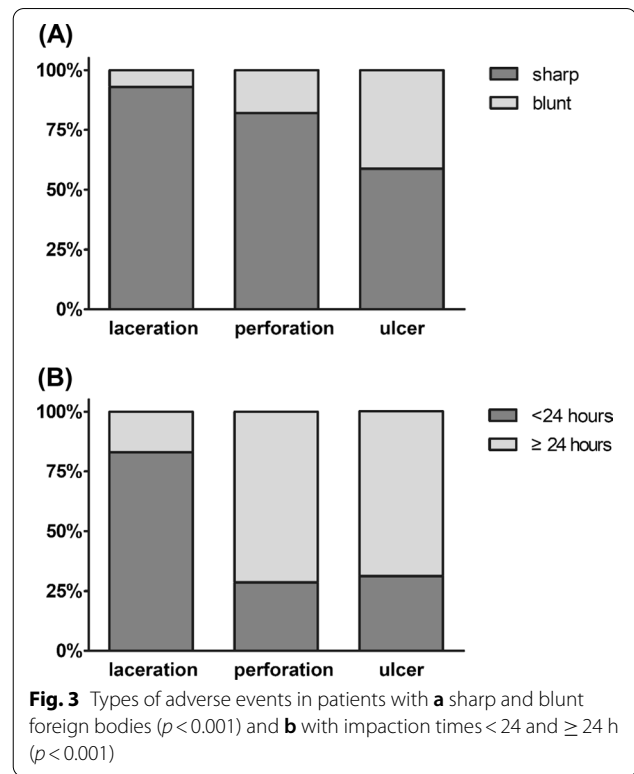 (A)
100%
75%
50%
25%
0%
laceration perforation ulcer
sharp
blunt
(B)
100%
75%
50%
25%
0%
laceration perforation ulcer
<24 hours
≥ 24 hours
Fig. 3 Types of adverse events in patients with a sharp and blunt
foreign bodies (p < 0.001) and b with impaction times < 24 and ≥ 24 h
(p < 0.001)